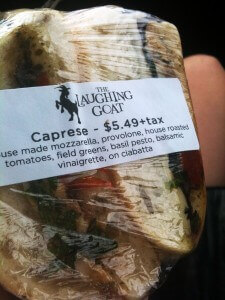 THE
LAUGHING
GOAT
Caprese - $5.49+tax
use made mozzarella, provolone, house roasted
tomatoes, field greens, basil pesto, balsamic
vinaigrette, on ciabatta